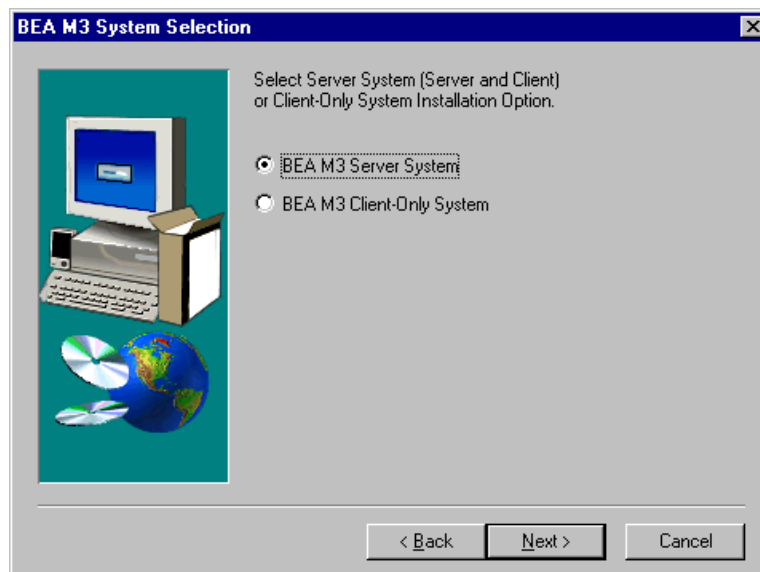 BEA M3 System Selection
Select Server System (Server and Client)
or Client-Only System Installation Option.
BEA M3 Server System
BEA M3 Client-Only System
< Back
Next >
Cancel